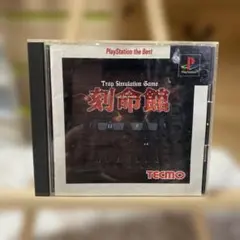 PlayStation the Best
Trap Simulation Game
刻命館
TECMO